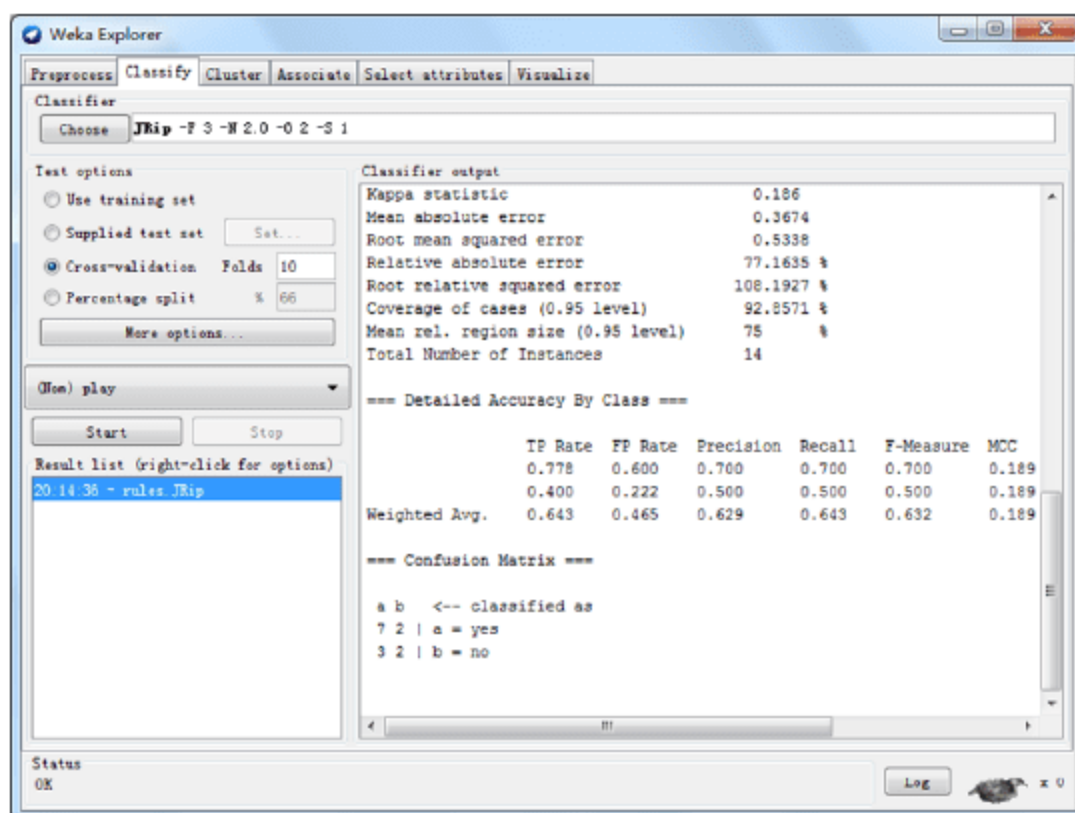 Weka Explorer
Preprocess Classify Cluster Associate Select attributes Visualize
Classifier
Choose JRip -F 3 -N 2.0 -O 2 -S 1
Test options
Use training set
Supplied test set Set...
Cross-validation Folds 10
Percentage split % 66
More options...
(Nom) play
Start Stop
Result list (right-click for options)
20:14:36 - rules.JRip
Classifier output
Kappa statistic 0.186
Mean absolute error 0.3674
Root mean squared error 0.5338
Relative absolute error 77.1635 %
Root relative squared error 108.1927 %
Coverage of cases (0.95 level) 92.8571 %
Mean rel. region size (0.95 level) 75 %
Total Number of Instances 14
=== Detailed Accuracy By Class ===
TP Rate FP Rate Precision Recall F-Measure MCC
0.778 0.600 0.700 0.700 0.700 0.189
0.400 0.222 0.500 0.500 0.500 0.189
Weighted Avg. 0.643 0.465 0.629 0.643 0.632 0.189
=== Confusion Matrix ===
a b <-- classified as
7 2 | a = yes
3 2 | b = no
Status
OK
Log x 0